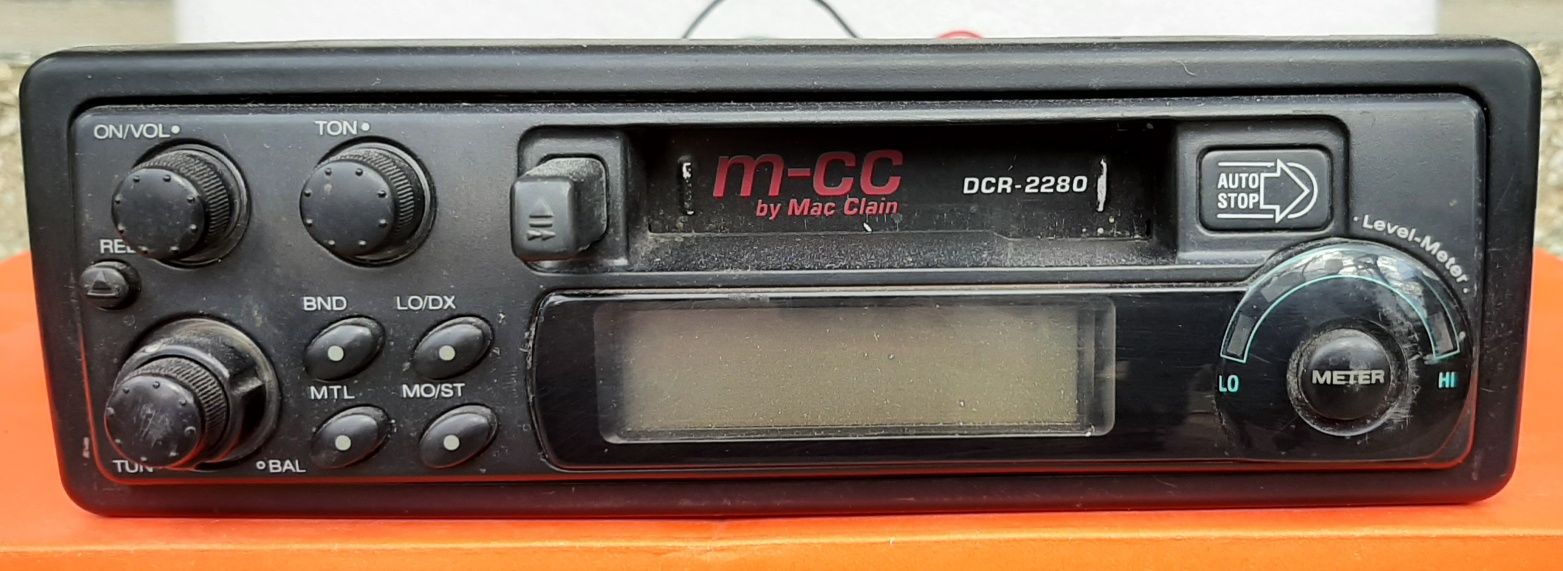 ON/VOL•
TON•
m-CC
by Mac Clain
DCR-2280
AUTO
STOP
•Level-Meter•
BND
LO/DX
MTL
MO/ST
LO
METER
HI
TUN
BAL